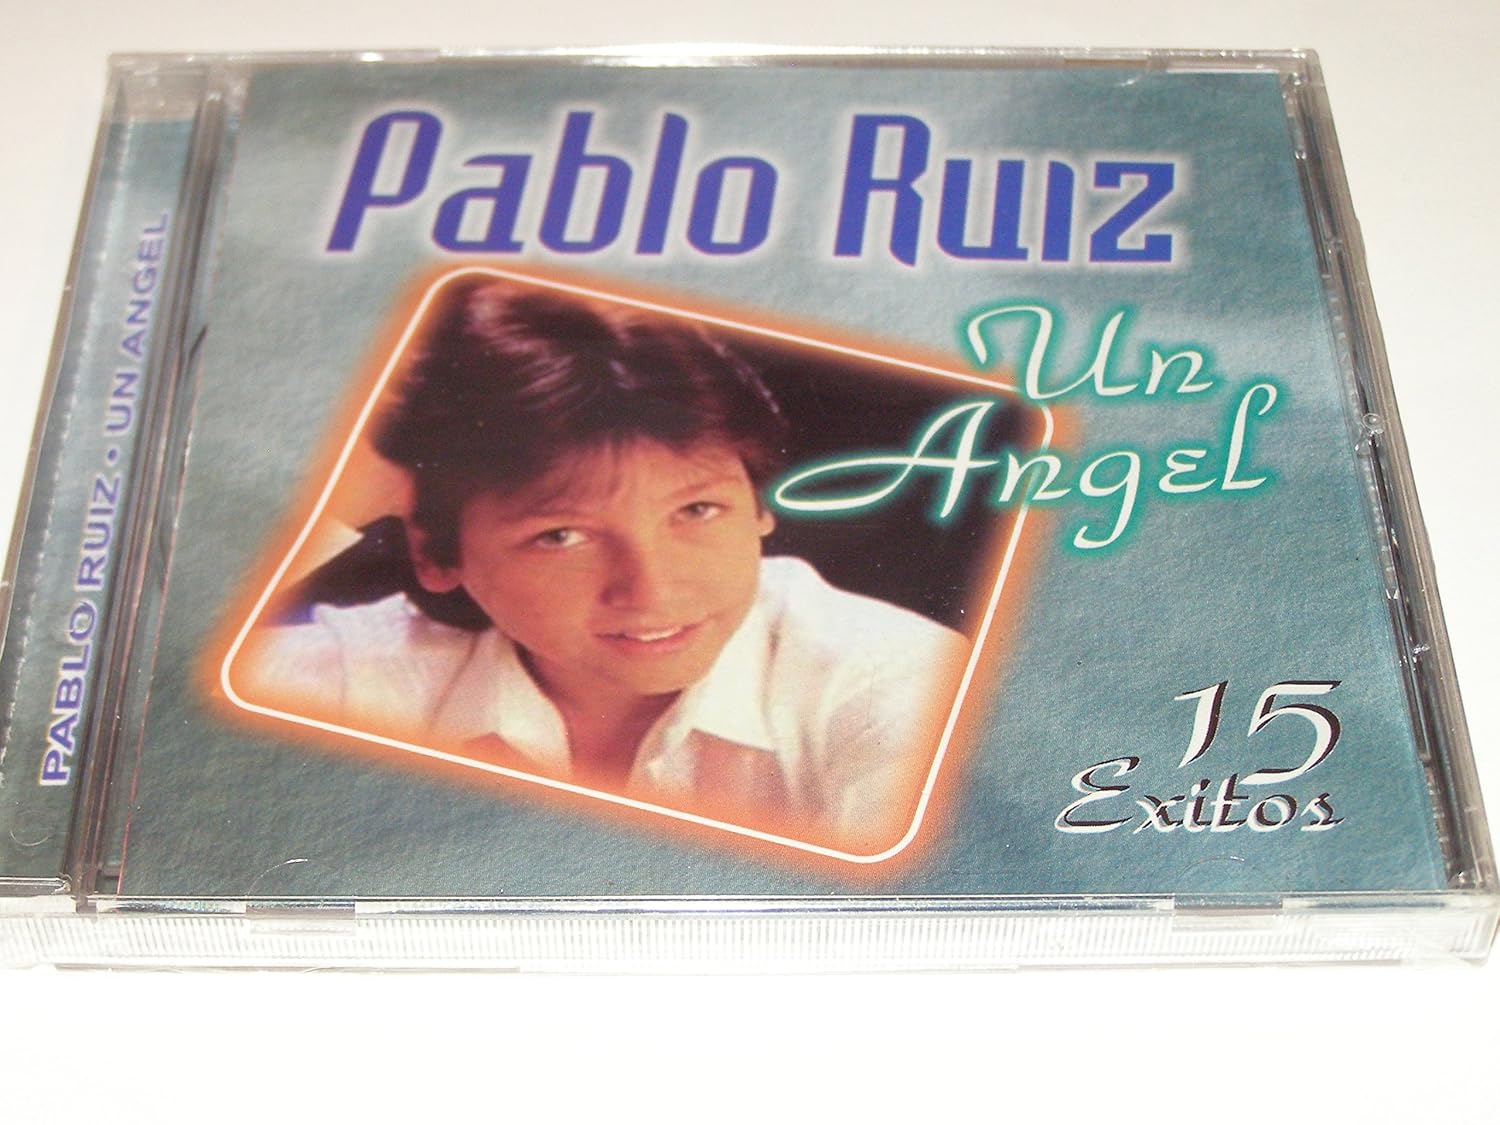 Pablo Ruiz
Un
Angel
15
Exitos
PABLO RUIZ • UN ANGEL